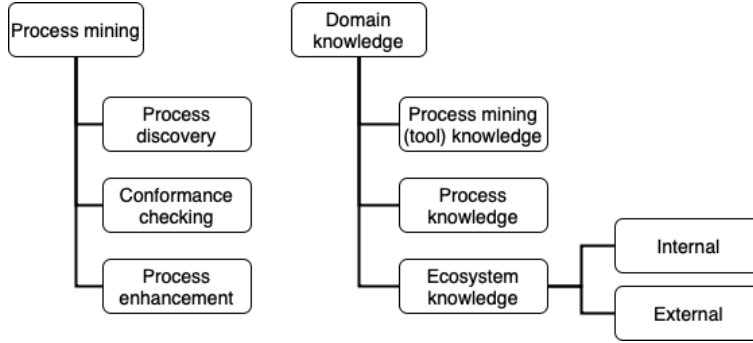 Process mining
Process
discovery
Conformance
checking
Process
enhancement
Domain
knowledge
Process mining
(tool) knowledge
Process
knowledge
Ecosystem
knowledge
Internal
External